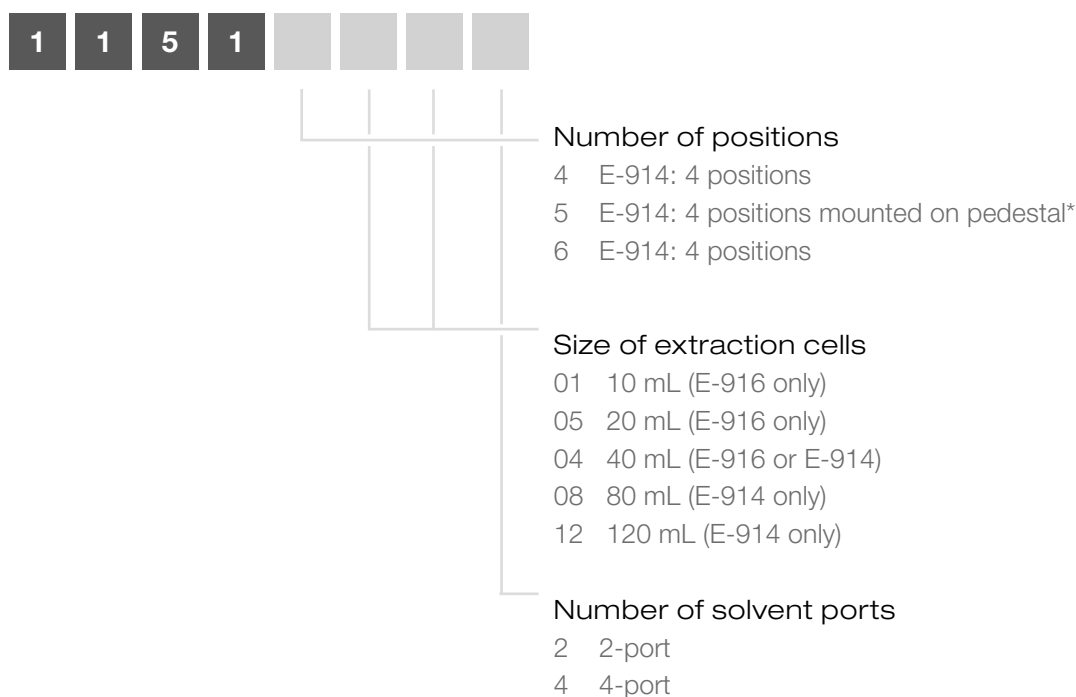 1 1 5 1
Number of positions
4 E-914: 4 positions
5 E-914: 4 positions mounted on pedestal*
6 E-914: 4 positions
Size of extraction cells
01 10 mL (E-916 only)
05 20 mL (E-916 only)
04 40 mL (E-916 or E-914)
08 80 mL (E-914 only)
12 120 mL (E-914 only)
Number of solvent ports
2 2-port
4 4-port